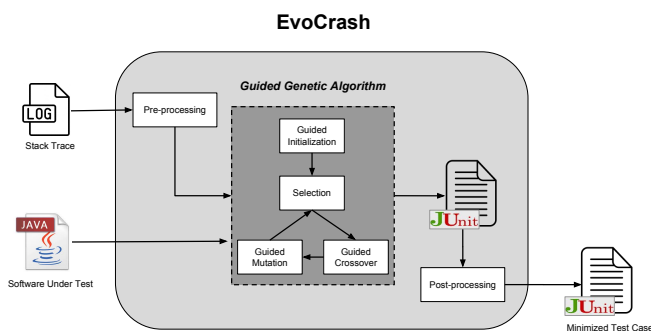 EvoCrash
Guided Genetic Algorithm
LOG
Stack Trace
Pre-processing
Guided
Initialization
Selection
Guided
Mutation
Guided
Crossover
JAVA
Software Under Test
JUnit
Post-processing
JUnit
Minimized Test Case